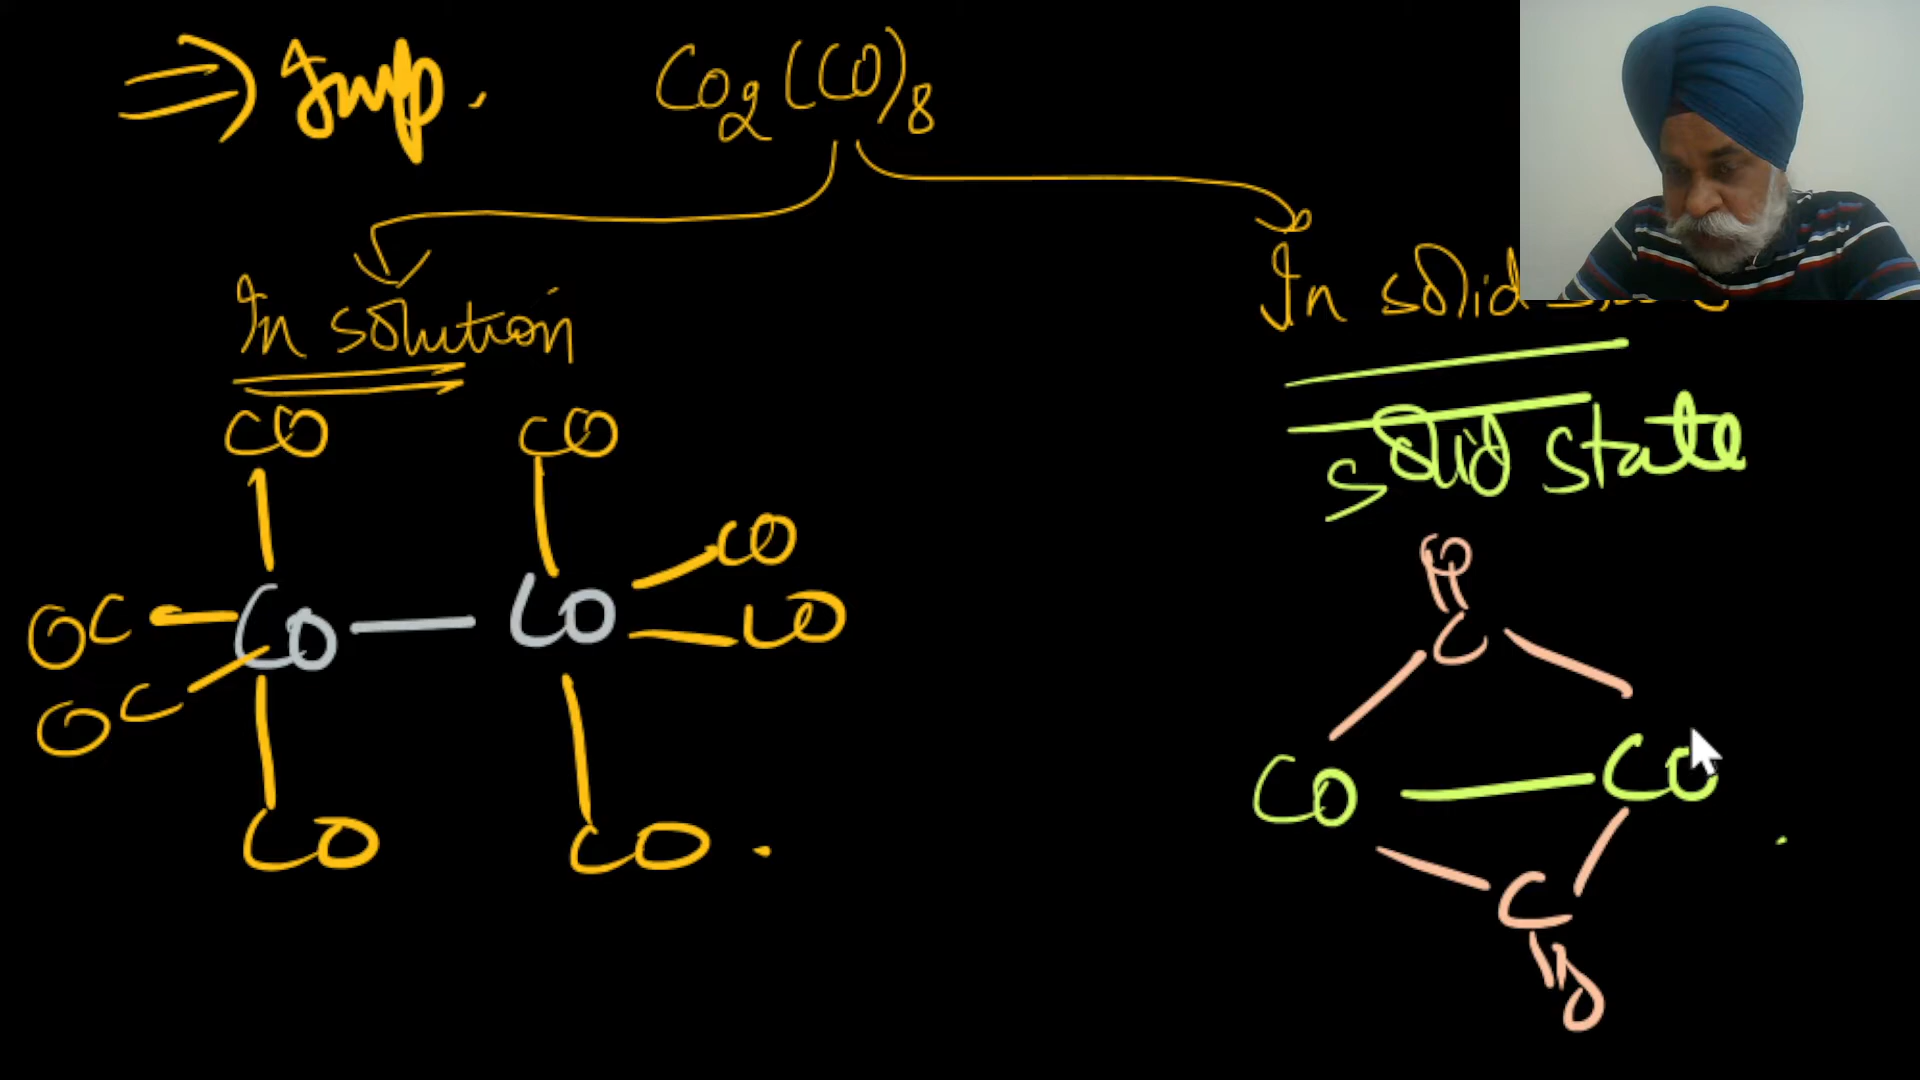 ⇒ Imp. Co₂(CO)₈
In solution
In solid
solid state
CO CO
CO
OC Co Co CO
OC
CO CO.
O
C
Co Co
C
O